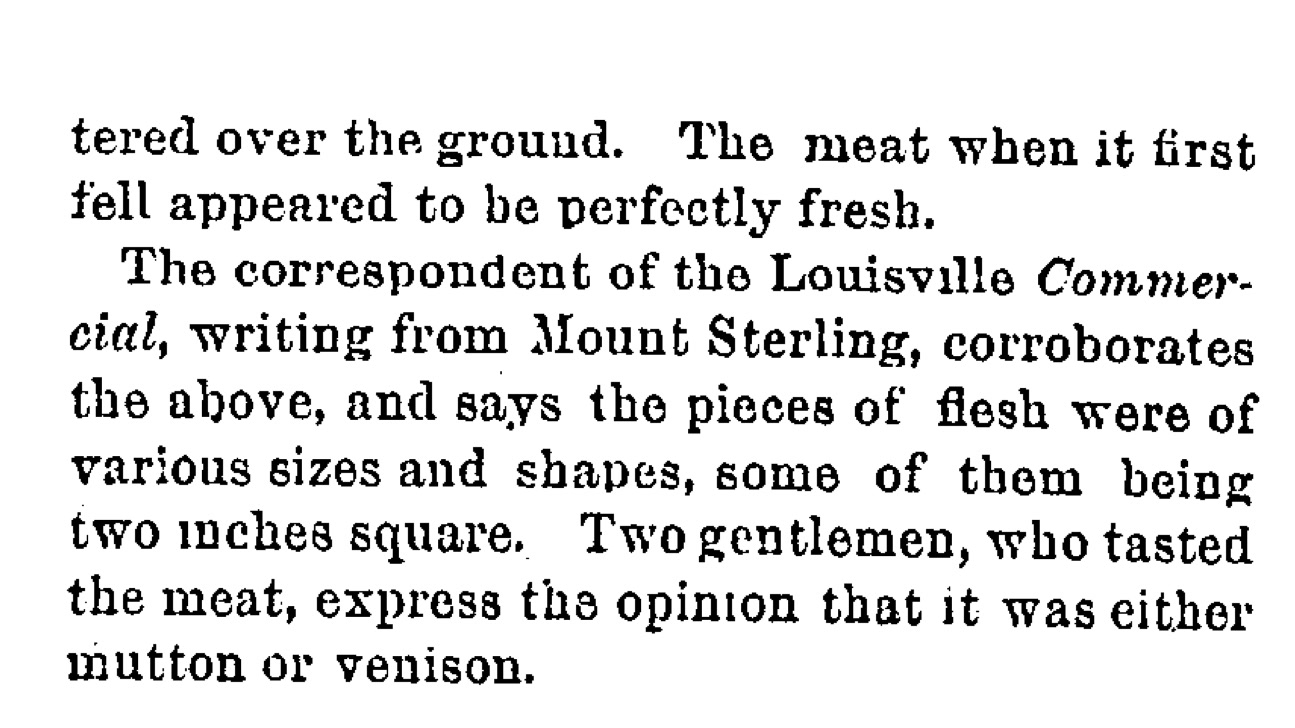 tered over the ground. The meat when it first
fell appeared to be perfectly fresh.
The correspondent of the Louisville Commer-
cial, writing from Mount Sterling, corroborates
the above, and says the pieces of flesh were of
various sizes and shapes, some of them being
two inches square. Two gentlemen, who tasted
the meat, express the opinion that it was either
mutton or venison.